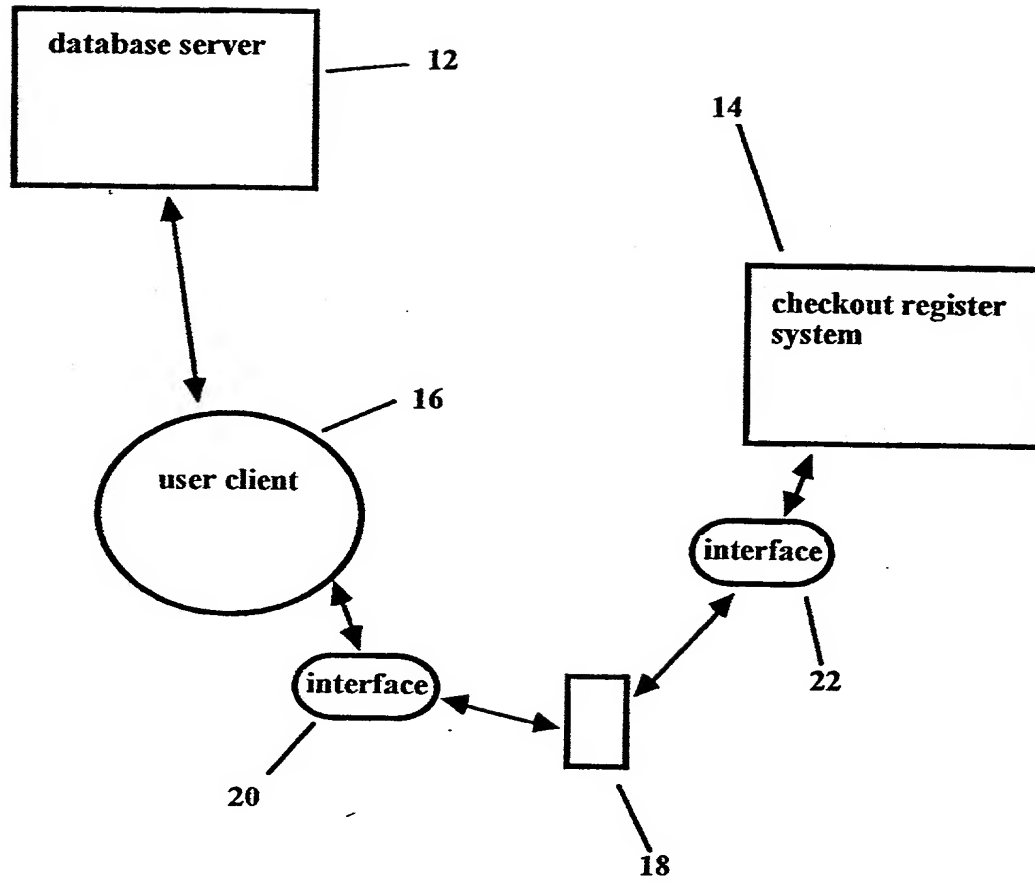 database server
12
14
checkout register
system
16
user client
interface
22
interface
20
18